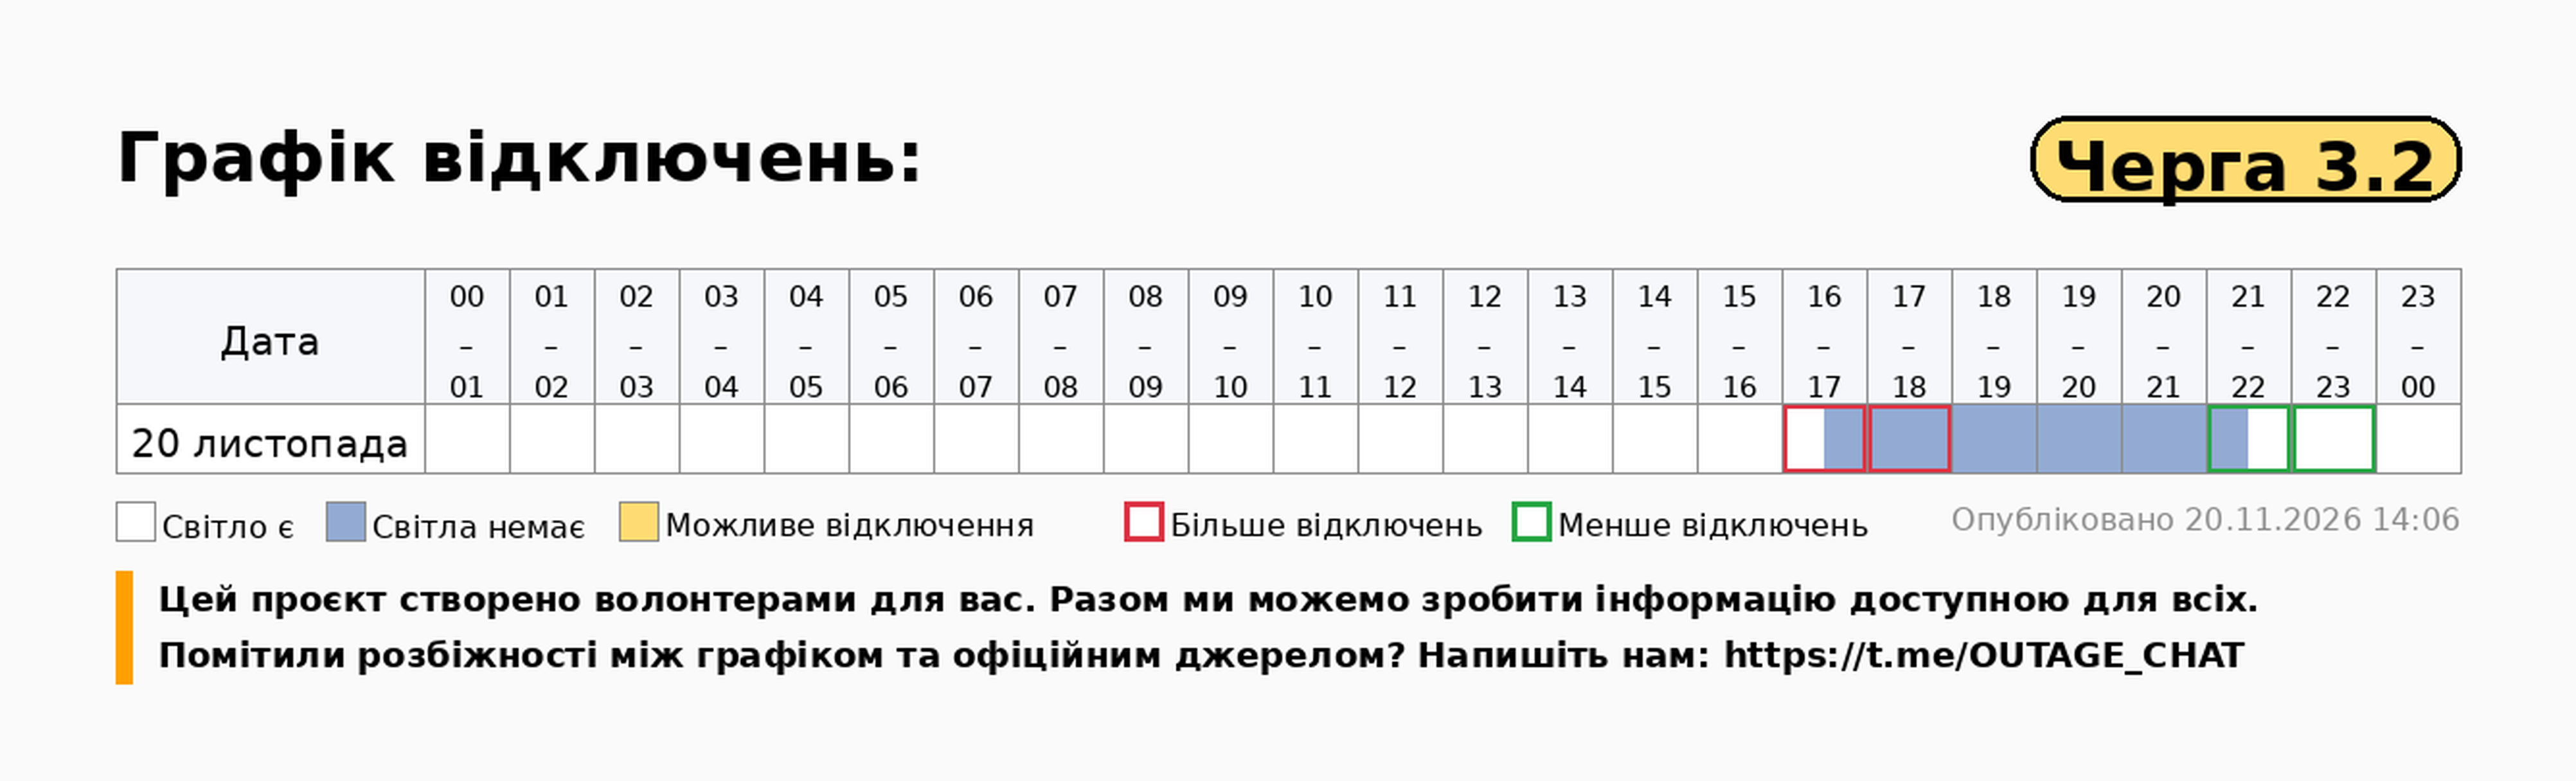 Графік відключень:
Черга 3.2
Дата
00 – 01
01 – 02
02 – 03
03 – 04
04 – 05
05 – 06
06 – 07
07 – 08
08 – 09
09 – 10
10 – 11
11 – 12
12 – 13
13 – 14
14 – 15
15 – 16
16 – 17
17 – 18
18 – 19
19 – 20
20 – 21
21 – 22
22 – 23
23 – 00
20 листопада
Світло є
Світла немає
Можливе відключення
Більше відключень
Менше відключень
Опубліковано 20.11.2026 14:06
Цей проєкт створено волонтерами для вас. Разом ми можемо зробити інформацію доступною для всіх.
Помітили розбіжності між графіком та офіційним джерелом? Напишіть нам: https://t.me/OUTAGE_CHAT